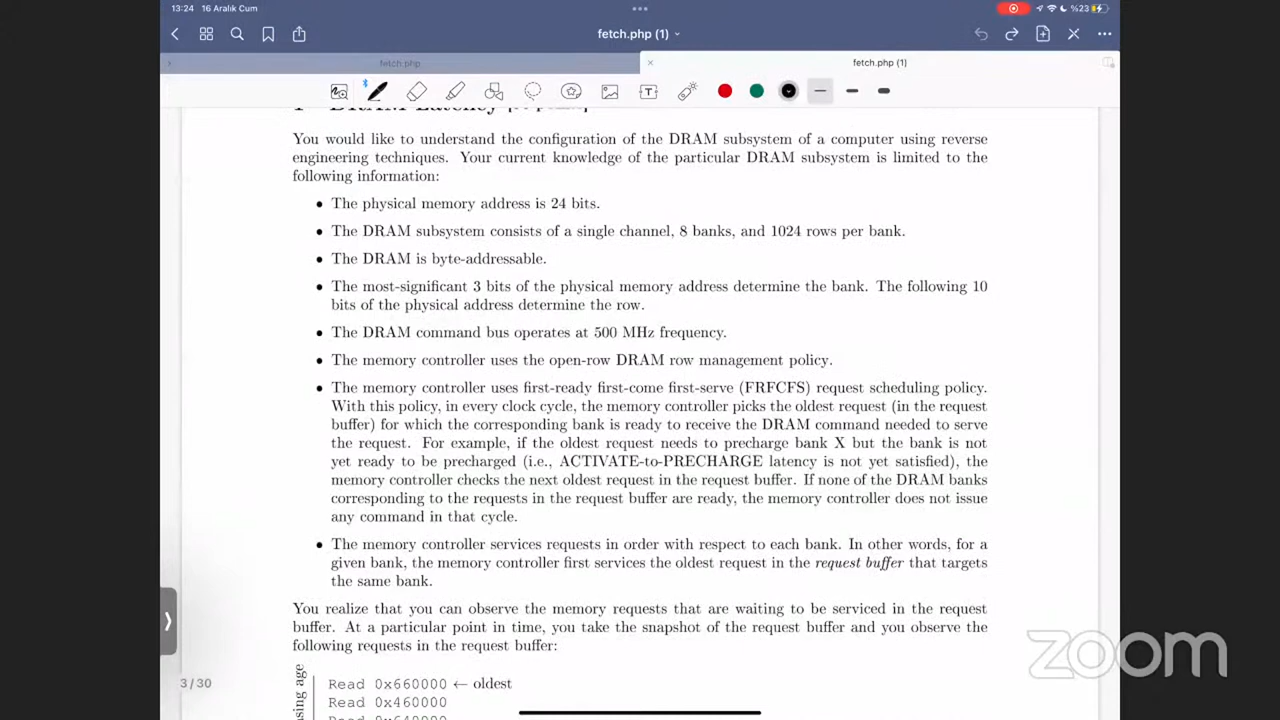 13:24 16 Aralık Cum
%23
fetch.php (1)
fetch.php
fetch.php (1)
You would like to understand the configuration of the DRAM subsystem of a computer using reverse
engineering techniques. Your current knowledge of the particular DRAM subsystem is limited to the
following information:
• The physical memory address is 24 bits.
• The DRAM subsystem consists of a single channel, 8 banks, and 1024 rows per bank.
• The DRAM is byte-addressable.
• The most-significant 3 bits of the physical memory address determine the bank. The following 10
bits of the physical address determine the row.
• The DRAM command bus operates at 500 MHz frequency.
• The memory controller uses the open-row DRAM row management policy.
• The memory controller uses first-ready first-come first-serve (FRFCFS) request scheduling policy.
With this policy, in every clock cycle, the memory controller picks the oldest request (in the request
buffer) for which the corresponding bank is ready to receive the DRAM command needed to serve
the request. For example, if the oldest request needs to precharge bank X but the bank is not
yet ready to be precharged (i.e., ACTIVATE-to-PRECHARGE latency is not yet satisfied), the
memory controller checks the next oldest request in the request buffer. If none of the DRAM banks
corresponding to the requests in the request buffer are ready, the memory controller does not issue
any command in that cycle.
• The memory controller services requests in order with respect to each bank. In other words, for a
given bank, the memory controller first services the oldest request in the request buffer that targets
the same bank.
You realize that you can observe the memory requests that are waiting to be serviced in the request
buffer. At a particular point in time, you take the snapshot of the request buffer and you observe the
following requests in the request buffer:
Read 0x660000 ← oldest
Read 0x460000
3 / 30
zoom